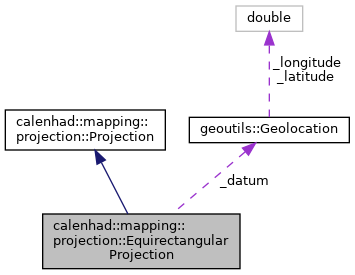 double
_longitude
_latitude
calenhad::mapping::
projection::Projection
geoutils::Geolocation
_datum
calenhad::mapping::
projection::Equirectangular
Projection